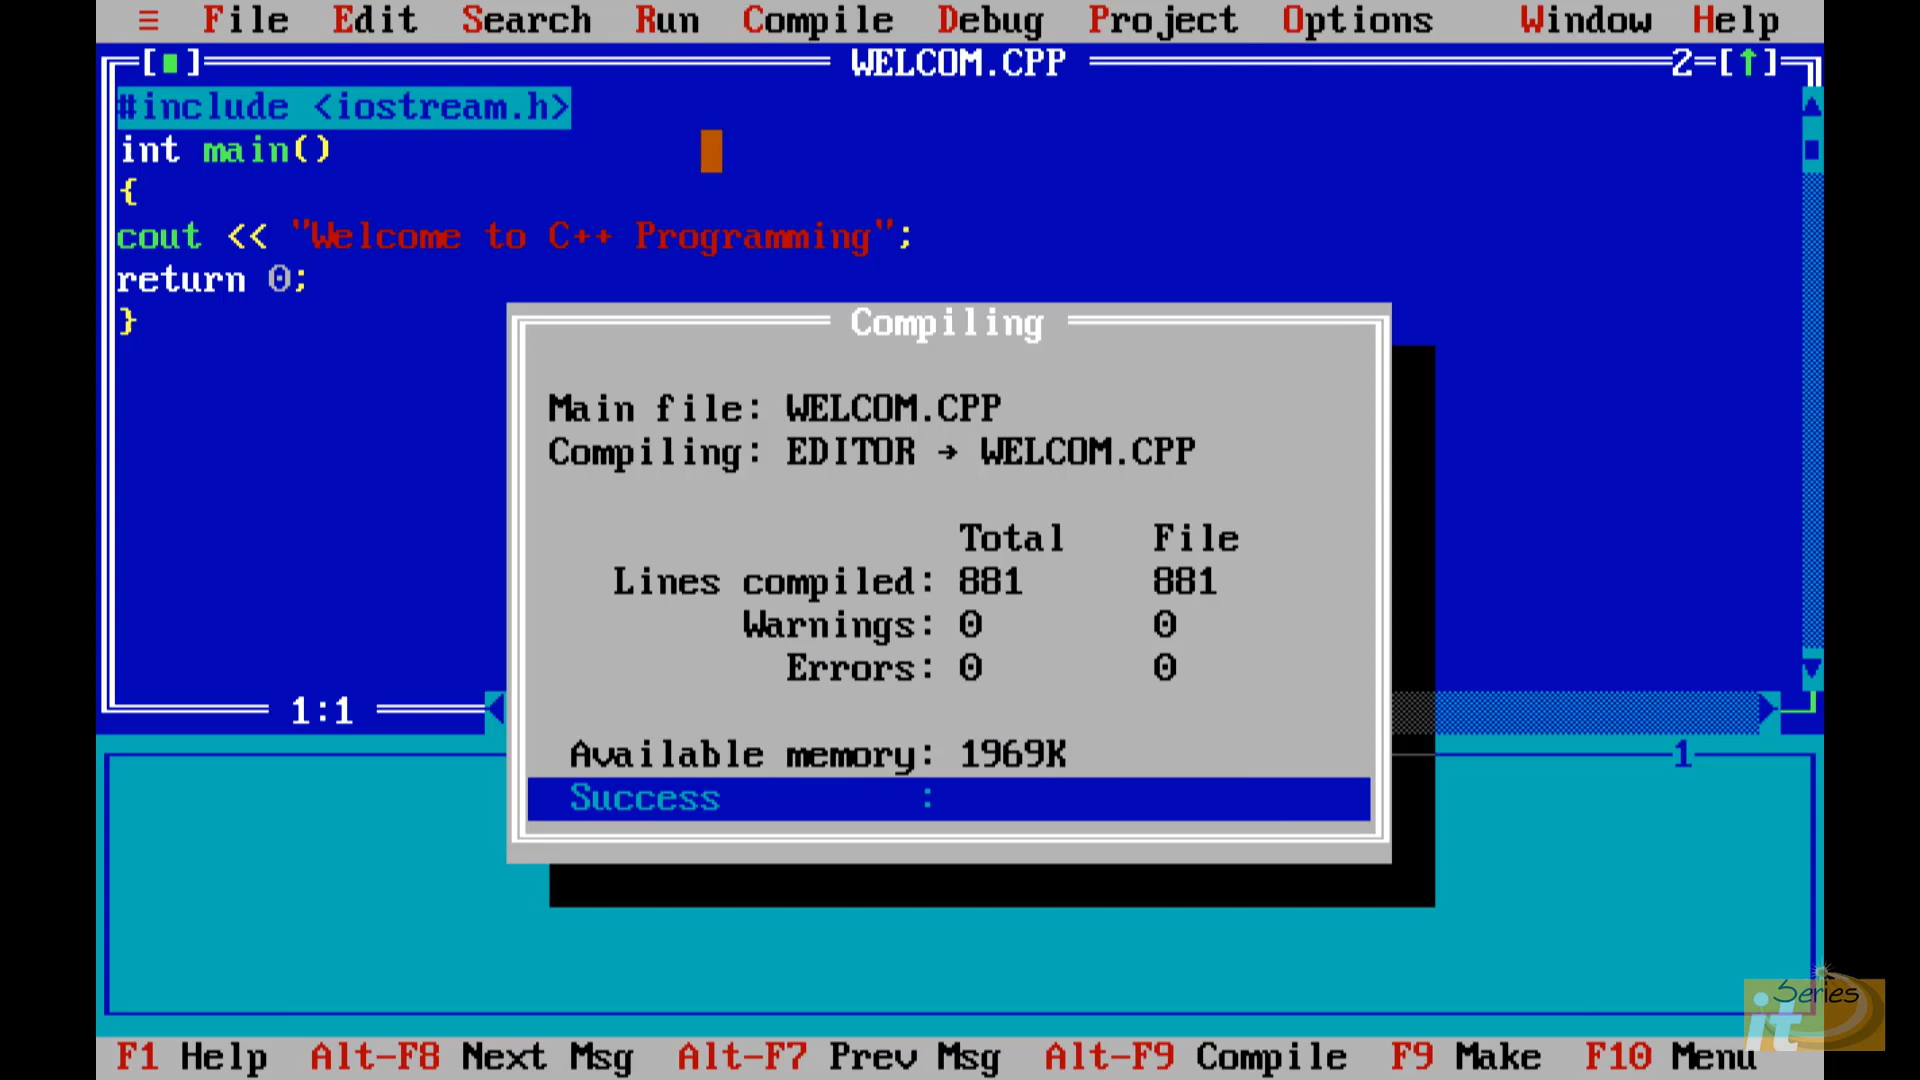 ≡ File Edit Search Run Compile Debug Project Options Window Help
[■] WELCOM.CPP 2=[↑]
#include <iostream.h>
int main()
{
cout << "Welcome to C++ Programming";
return 0;
}
1:1
Compiling
Main file: WELCOM.CPP
Compiling: EDITOR → WELCOM.CPP
Total File
Lines compiled: 881 881
Warnings: 0 0
Errors: 0 0
Available memory: 1969K
Success :
1
it Series
F1 Help Alt-F8 Next Msg Alt-F7 Prev Msg Alt-F9 Compile F9 Make F10 Menu